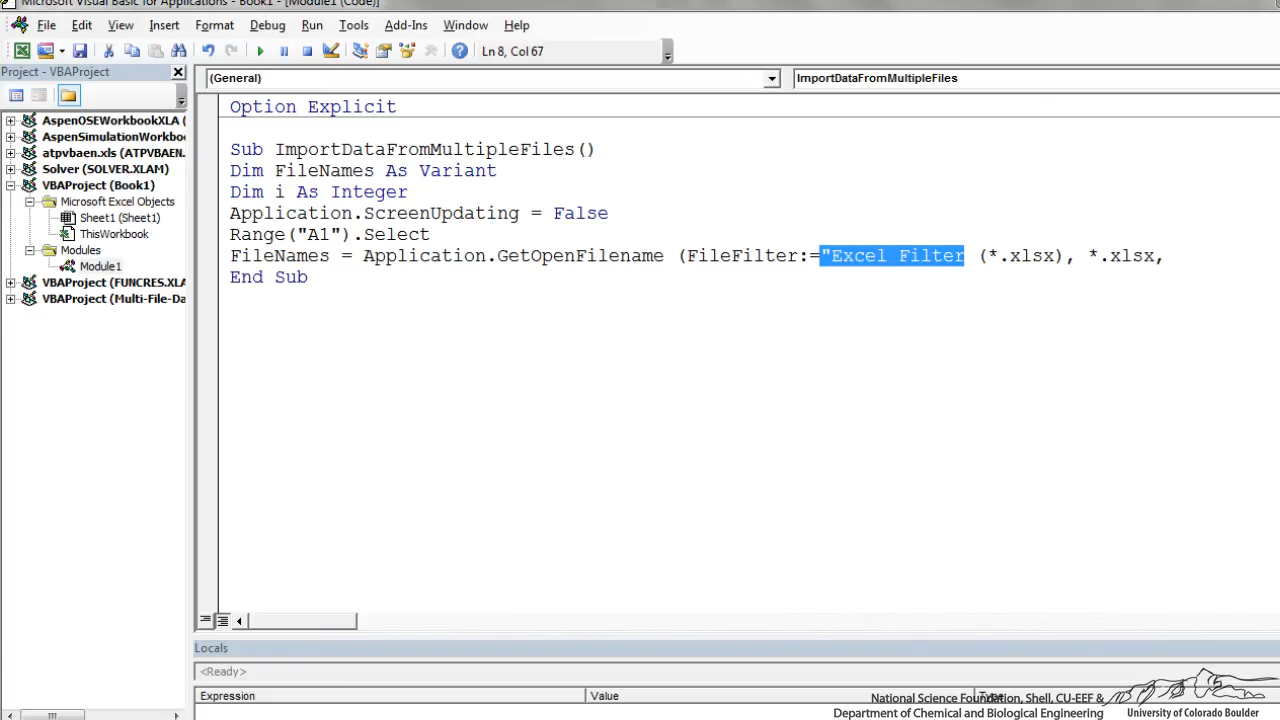 Microsoft Visual Basic for Applications - Book1 - [Module1 (Code)]
File Edit View Insert Format Debug Run Tools Add-Ins Window Help
Ln 8, Col 67
Project - VBAProject
(General)
ImportDataFromMultipleFiles
AspenOSEWorkbookXLA (
AspenSimulationWorkbo
atpvbaen.xls (ATPVBAEN.
Solver (SOLVER.XLAM)
VBAProject (Book1)
Microsoft Excel Objects
Sheet1 (Sheet1)
ThisWorkbook
Modules
Module1
VBAProject (FUNCRES.XLA
VBAProject (Multi-File-Da
Option Explicit
Sub ImportDataFromMultipleFiles()
Dim FileNames As Variant
Dim i As Integer
Application.ScreenUpdating = False
Range("A1").Select
FileNames = Application.GetOpenFilename (FileFilter:="Excel Filter (*.xlsx), *.xlsx,
End Sub
Locals
<Ready>
Expression Value Type
National Science Foundation, Shell, CU-EEF &
Department of Chemical and Biological Engineering
University of Colorado Boulder